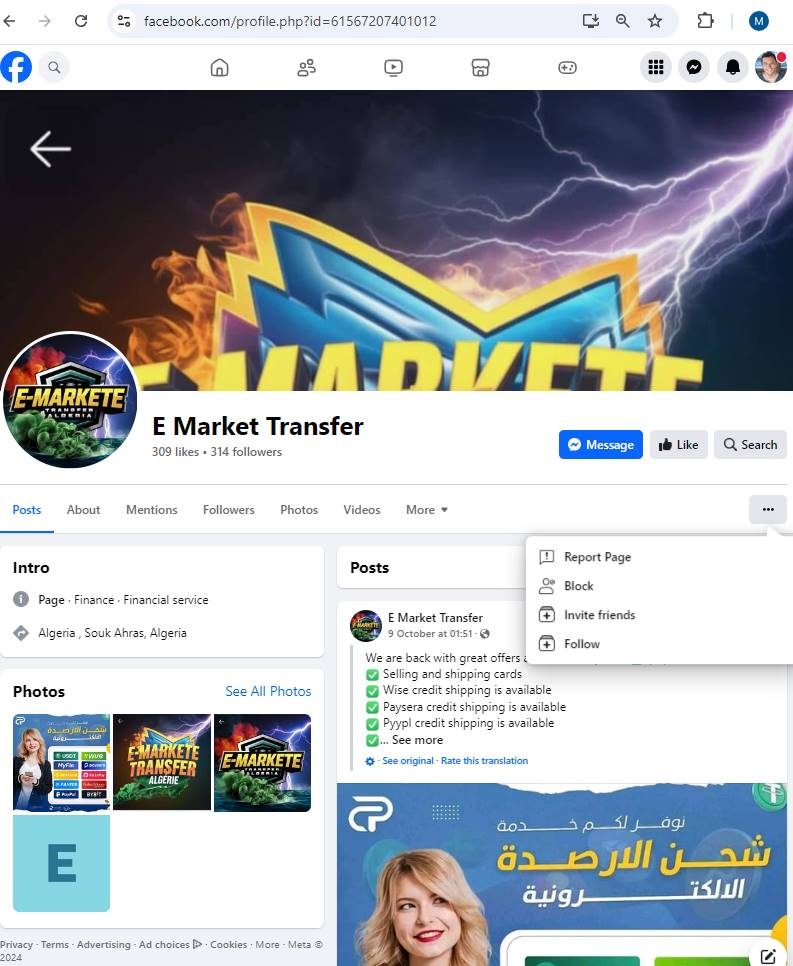 facebook.com/profile.php?id=61567207401012
M
E-MARKETE
E-MARKETE
TRANSFER
ALGERIA
E Market Transfer
309 likes • 314 followers
Message
Like
Search
Posts
About
Mentions
Followers
Photos
Videos
More
Report Page
Block
Invite friends
Follow
Intro
Page · Finance · Financial service
Algeria , Souk Ahras, Algeria
Photos
See All Photos
شحن الارصدة
الالكترونية
E-MARKETE
TRANSFER
ALGERIE
E-MARKETE
TRANSFER
ALGERIA
E
Privacy · Terms · Advertising · Ad choices · Cookies · More · Meta ©
2024
Posts
E Market Transfer
9 October at 01:51
We are back with great offers
Selling and shipping cards
Wise credit shipping is available
Paysera credit shipping is available
Pyypl credit shipping is available
... See more
See original · Rate this translation
نوفر لكم خدمة
شحن الارصدة
الالكترونية